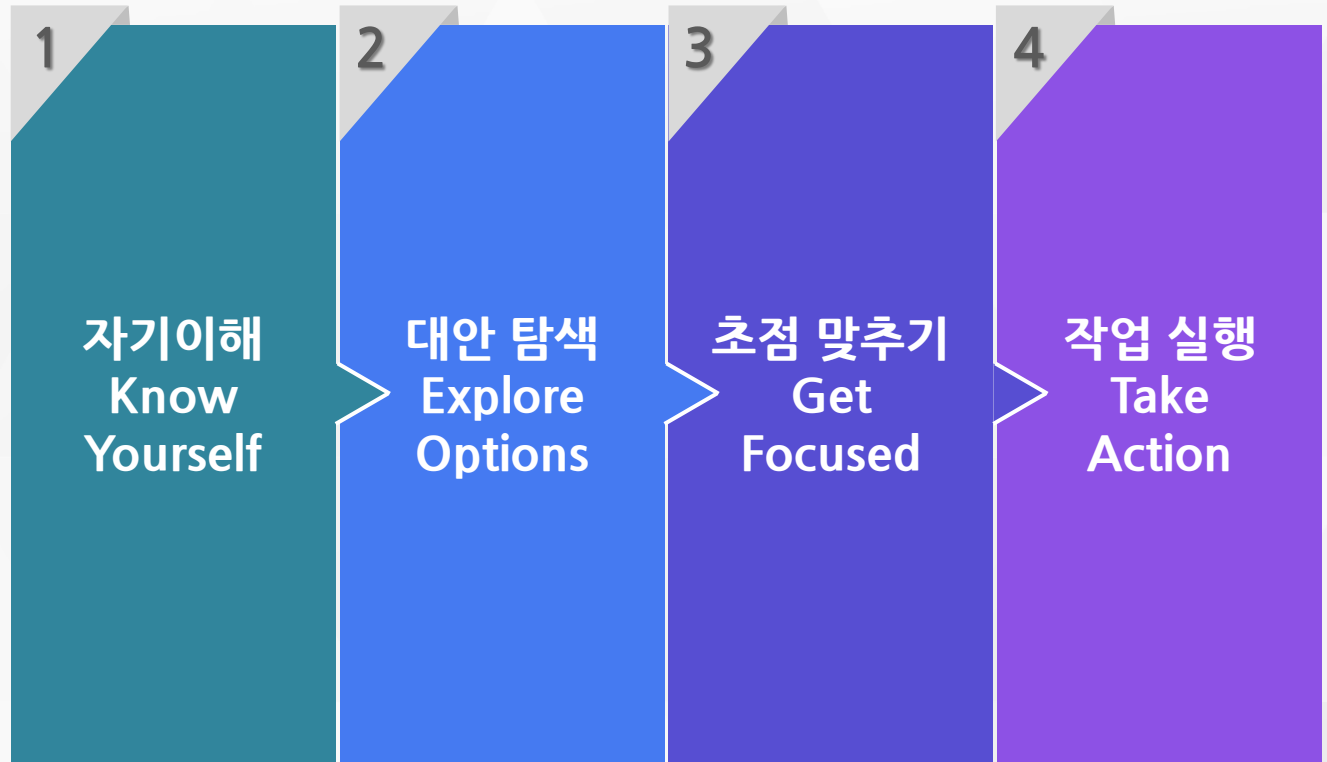 1
자기이해
Know
Yourself
2
대안 탐색
Explore
Options
3
초점 맞추기
Get
Focused
4
작업 실행
Take
Action